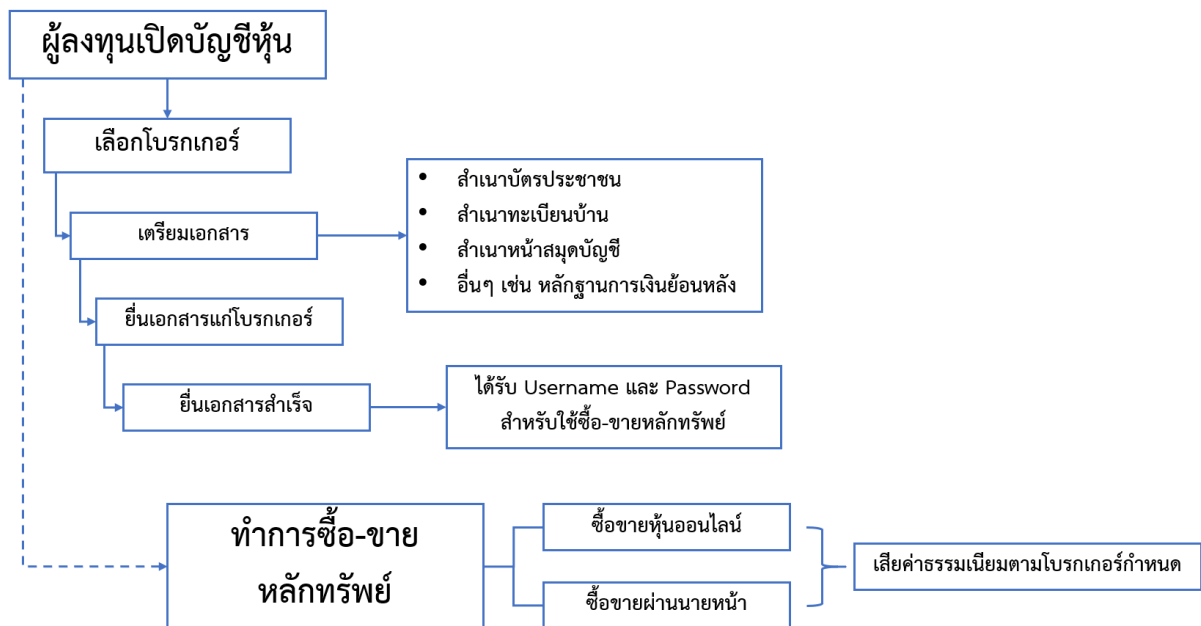 ผู้ลงทุนเปิดบัญชีหุ้น
เลือกโบรกเกอร์
เตรียมเอกสาร
• สำเนาบัตรประชาชน
• สำเนาทะเบียนบ้าน
• สำเนาหน้าสมุดบัญชี
• อื่นๆ เช่น หลักฐานการเงินย้อนหลัง
ยื่นเอกสารแก่โบรกเกอร์
ยื่นเอกสารสำเร็จ
ได้รับ Username และ Password
สำหรับใช้ซื้อ-ขายหลักทรัพย์
ทำการซื้อ-ขาย
หลักทรัพย์
ซื้อขายหุ้นออนไลน์
ซื้อขายผ่านนายหน้า
เสียค่าธรรมเนียมตามโบรกเกอร์กำหนด